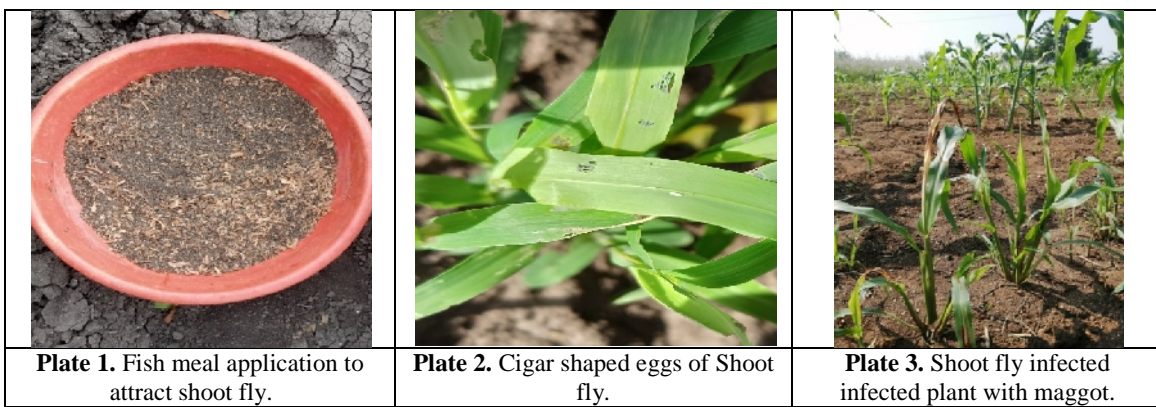 Plate 1. Fish meal application to
attract shoot fly.
Plate 2. Cigar shaped eggs of Shoot
fly.
Plate 3. Shoot fly infected
infected plant with maggot.